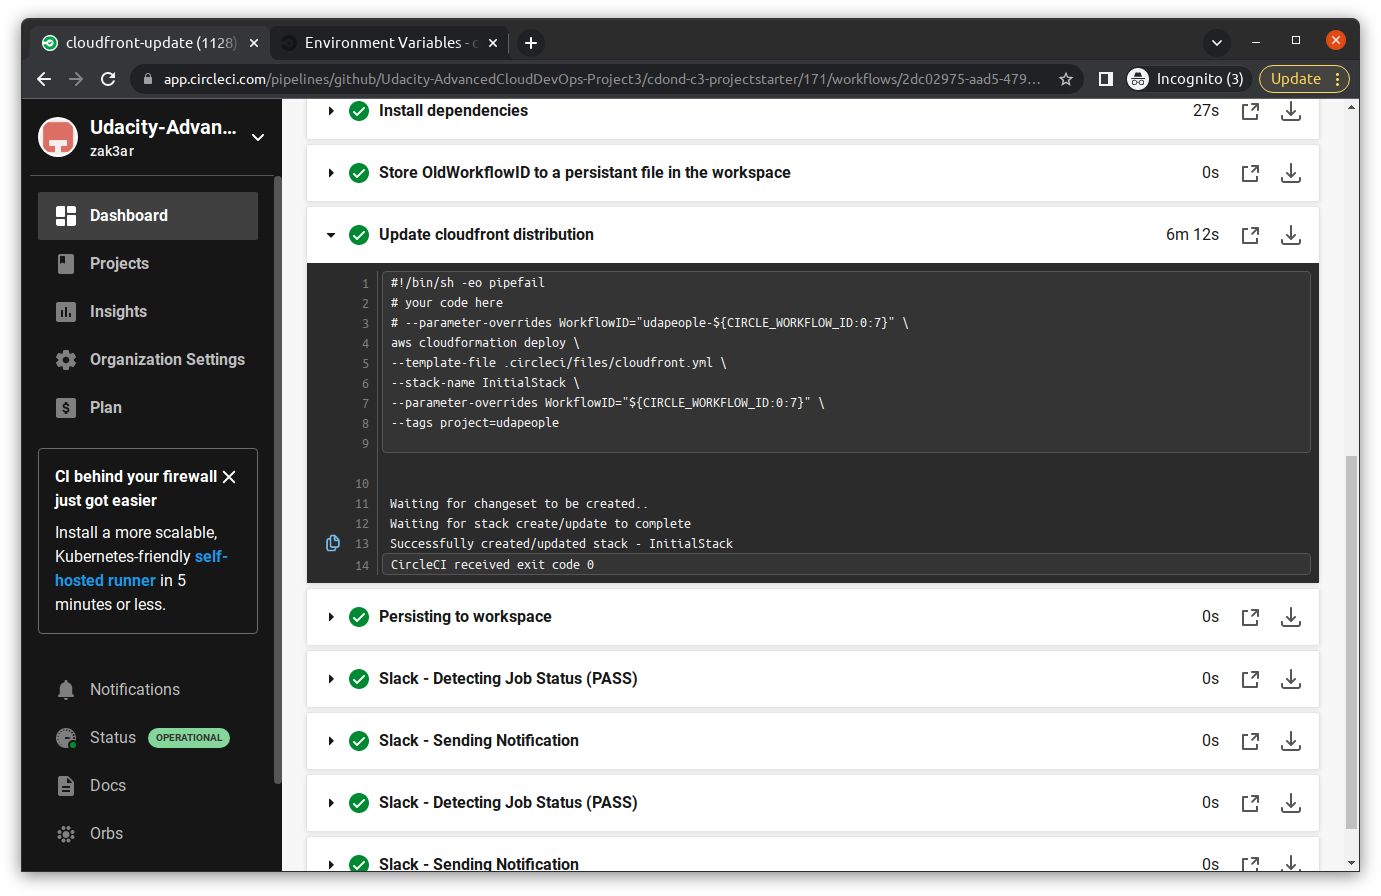 cloudfront-update (1128)
Environment Variables - c
app.circleci.com/pipelines/github/Udacity-AdvancedCloudDevOps-Project3/cdond-c3-projectstarter/171/workflows/2dc02975-aad5-479...
Incognito (3)
Update
Udacity-Advan...
zak3ar
Dashboard
Projects
Insights
Organization Settings
Plan
CI behind your firewall
just got easier
Install a more scalable,
Kubernetes-friendly self-
hosted runner in 5
minutes or less.
Notifications
Status OPERATIONAL
Docs
Orbs
Install dependencies 27s
Store OldWorkflowID to a persistant file in the workspace 0s
Update cloudfront distribution 6m 12s
1 #!/bin/sh -eo pipefail
2 # your code here
3 # --parameter-overrides WorkflowID="udapeople-${CIRCLE_WORKFLOW_ID:0:7}" \
4 aws cloudformation deploy \
5 --template-file .circleci/files/cloudfront.yml \
6 --stack-name InitialStack \
7 --parameter-overrides WorkflowID="${CIRCLE_WORKFLOW_ID:0:7}" \
8 --tags project=udapeople
9
10
11 Waiting for changeset to be created..
12 Waiting for stack create/update to complete
13 Successfully created/updated stack - InitialStack
14 CircleCI received exit code 0
Persisting to workspace 0s
Slack - Detecting Job Status (PASS) 0s
Slack - Sending Notification 0s
Slack - Detecting Job Status (PASS) 0s
Slack - Sending Notification 0s